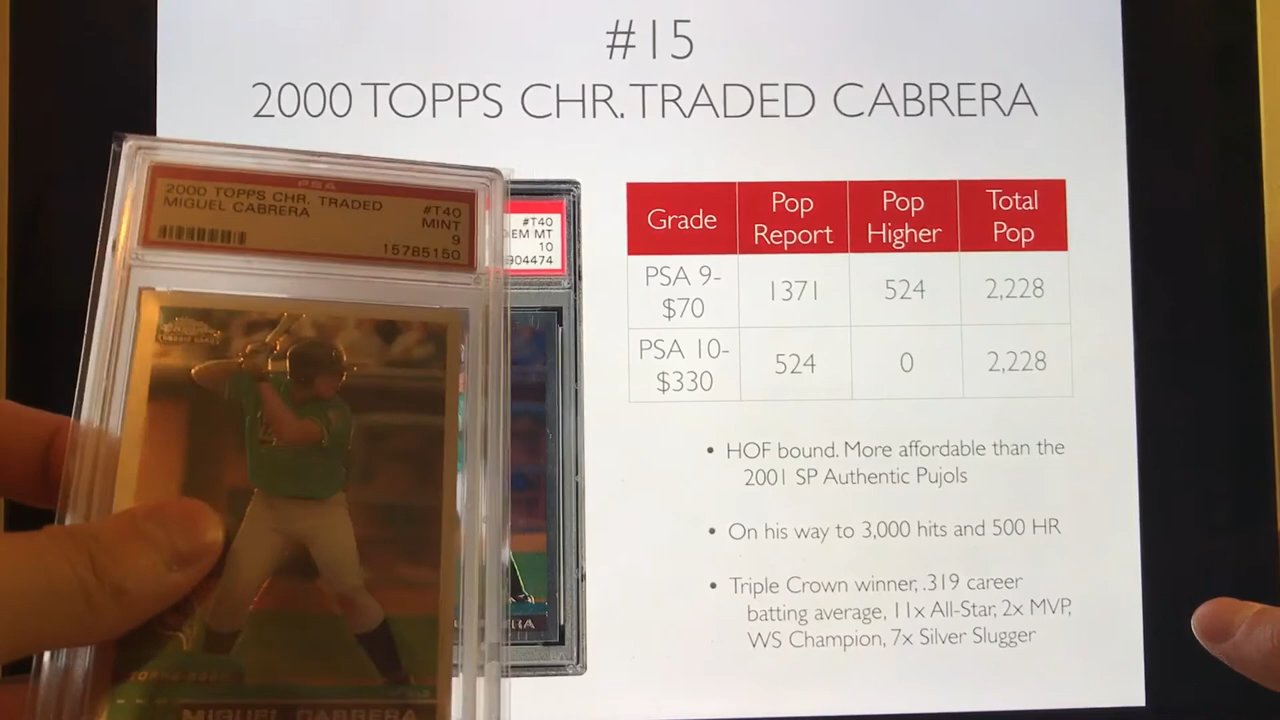 #15
2000 TOPPS CHR. TRADED CABRERA
PSA
2000 TOPPS CHR. TRADED #T40
MIGUEL CABRERA MINT
9
15785150
#T40
EM MT
10
904474
Grade Pop Report Pop Higher Total Pop
PSA 9- $70 1371 524 2,228
PSA 10- $330 524 0 2,228
• HOF bound. More affordable than the
2001 SP Authentic Pujols
• On his way to 3,000 hits and 500 HR
• Triple Crown winner, .319 career
batting average, 11x All-Star, 2x MVP,
WS Champion, 7x Silver Slugger
MIGUEL CABRERA